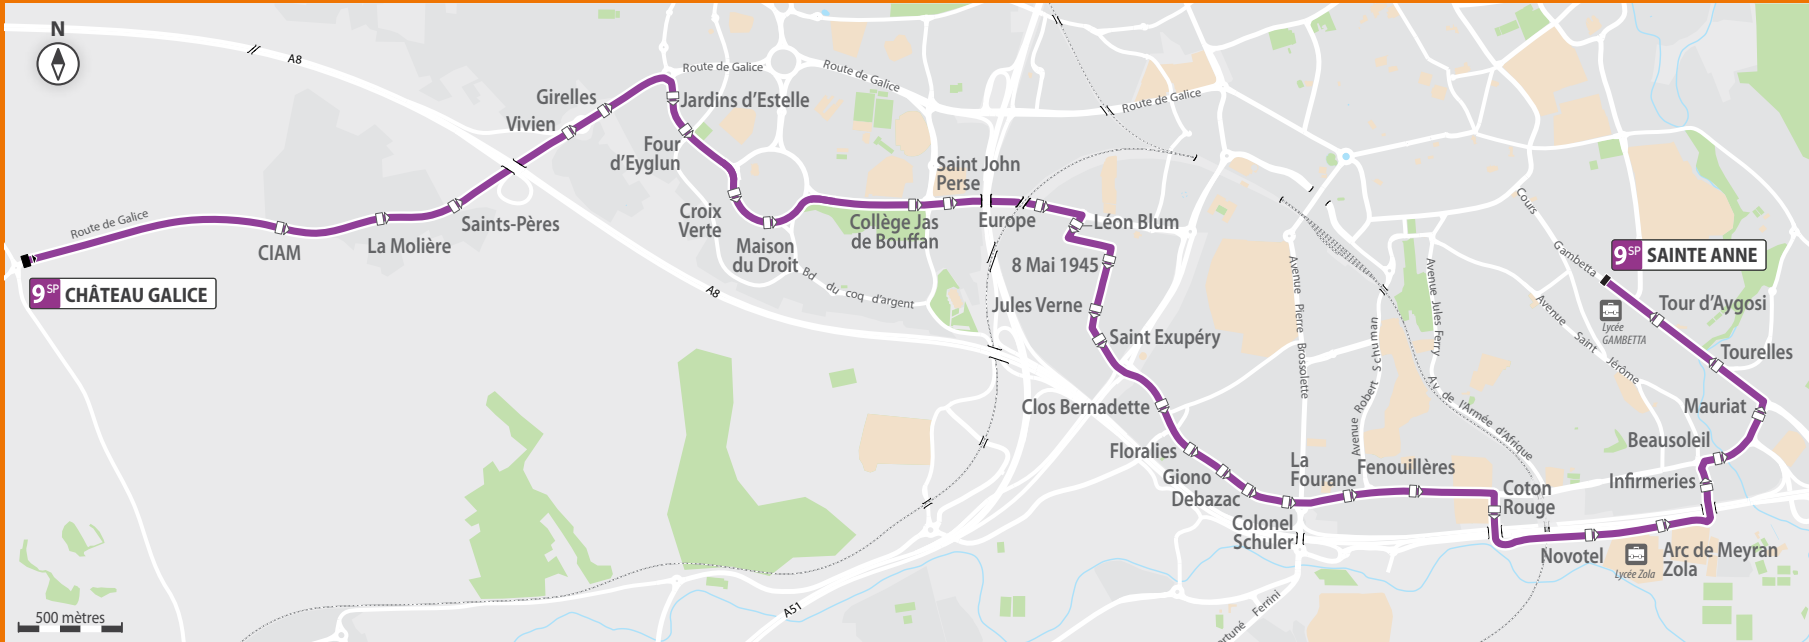 N
A8
Route de Galice
Route de Galice
Route de Galice
Girelles
Vivien
Jardins d'Estelle
Four
d'Eyglun
Saint John
Perse
Croix
Verte
Maison
du Droit
Collège Jas
de Bouffan
Europe
Léon Blum
Saints-Pères
La Molière
CIAM
Route de Galice
9SP CHÂTEAU GALICE
8 Mai 1945
Bd du coq d'argent
A8
Jules Verne
Saint Exupéry
Cours
Gambetta
9SP SAINTE ANNE
Lycée
GAMBETTA
Tour d'Aygosi
Tourelles
Avenue Saint Jérôme
Avenue Pierre Brossolette
Avenue Robert Schuman
Avenue Jules Ferry
Av. de l'Armée d'Afrique
Clos Bernadette
Mauriat
Floralies
Beausoleil
Giono
Debazac
La
Fourane
Fenouillères
Infirmeries
Coton
Rouge
Colonel
Schuler
Novotel
Lycée Zola
Arc de Meyran
Zola
A51
rtuné Ferrini
500 mètres